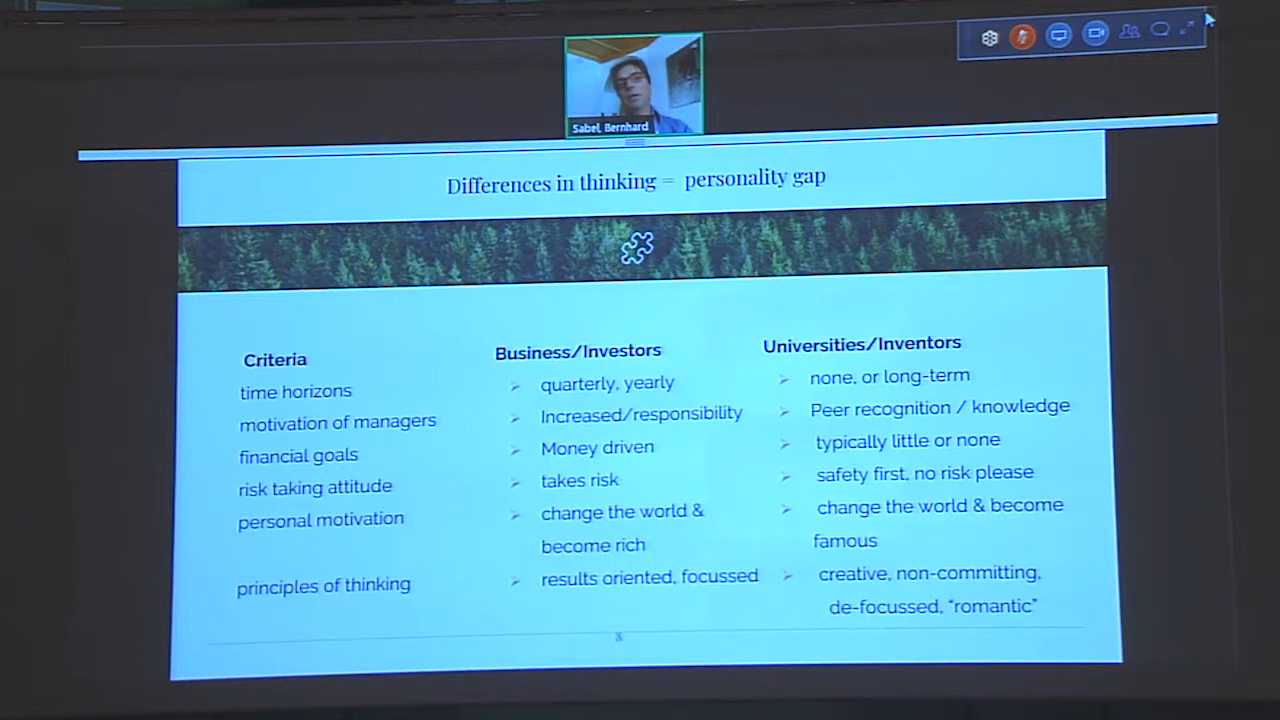 Sabel, Bernhard
Differences in thinking = personality gap
Criteria Business/Investors Universities/Inventors
time horizons quarterly, yearly none, or long-term
motivation of managers Increased/responsibility Peer recognition / knowledge
financial goals Money driven typically little or none
risk taking attitude takes risk safety first, no risk please
personal motivation change the world & change the world & become
become rich famous
principles of thinking results oriented, focussed creative, non-committing,
de-focussed, "romantic"
8